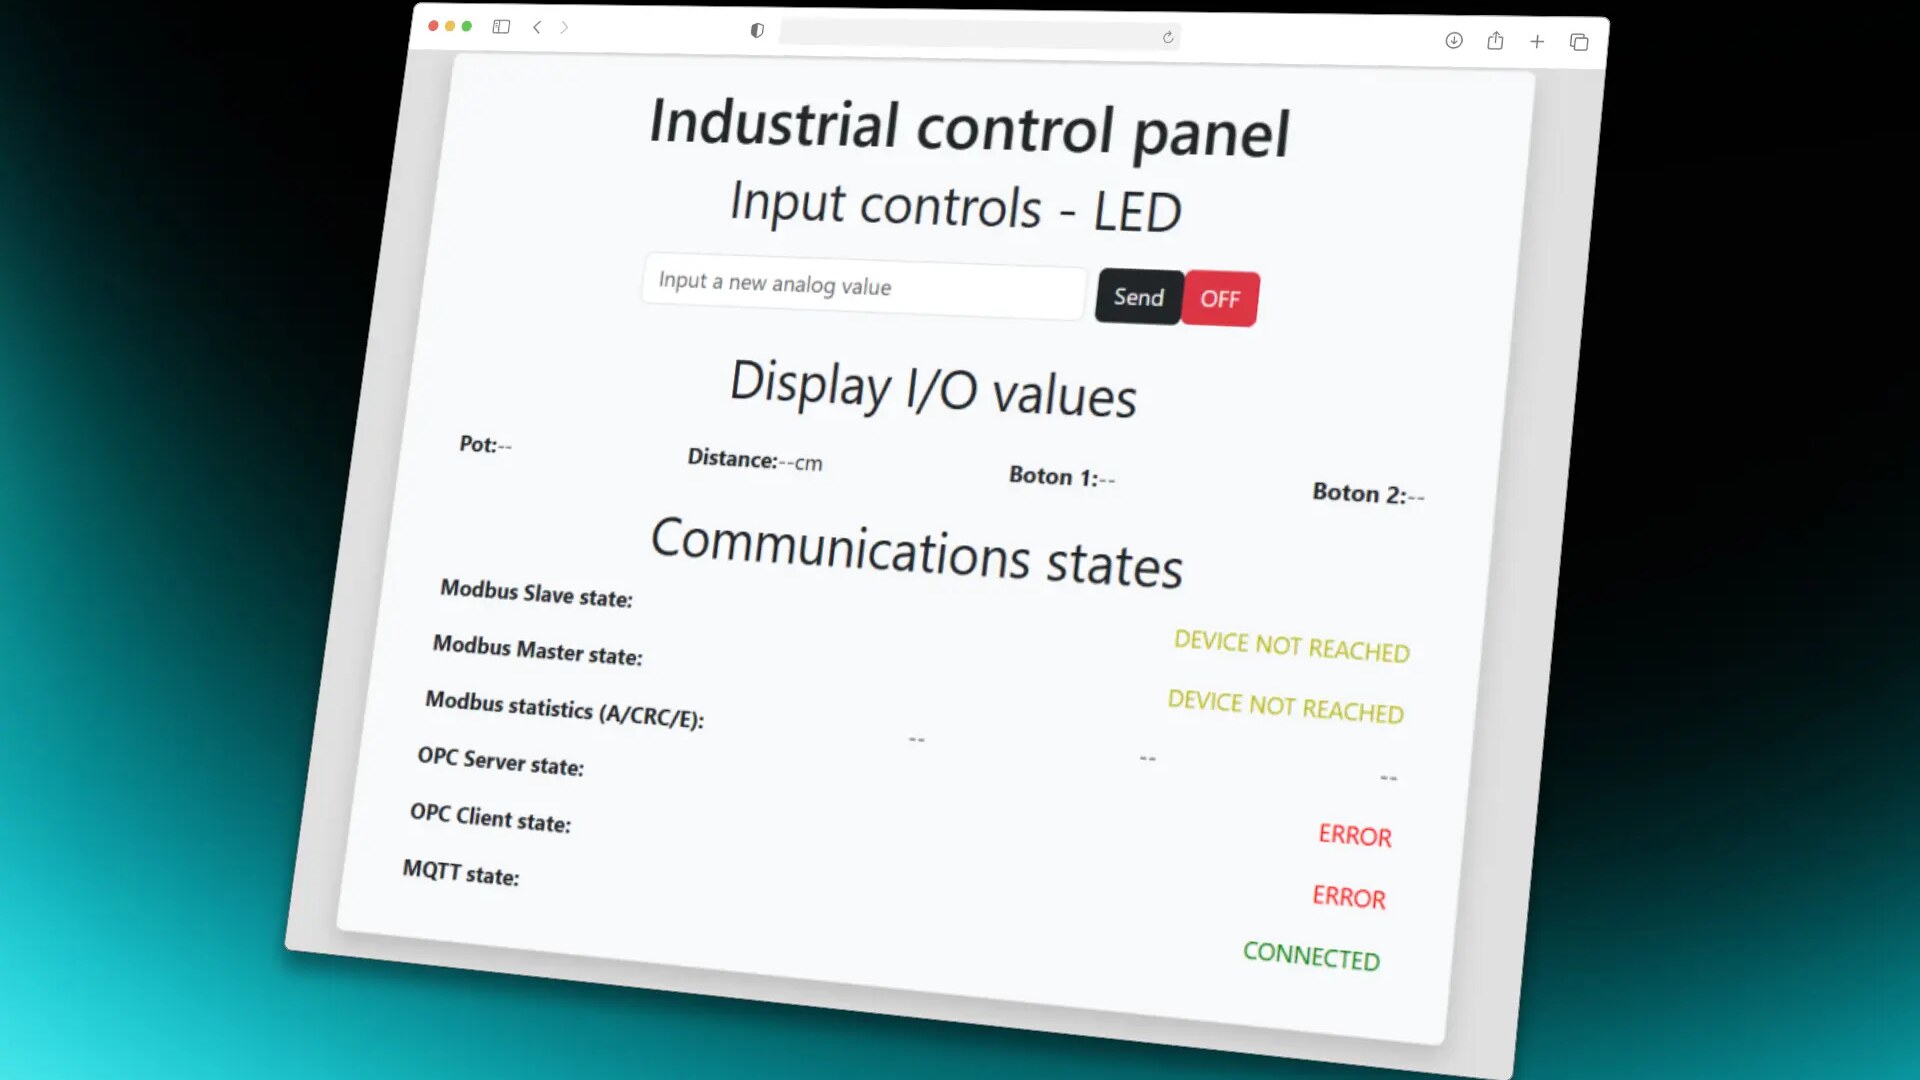 Industrial control panel
Input controls - LED
Input a new analog value
Send
OFF
Display I/O values
Pot:-- Distance:--cm Boton 1:-- Boton 2:--
Communications states
Modbus Slave state: DEVICE NOT REACHED
Modbus Master state: DEVICE NOT REACHED
Modbus statistics (A/CRC/E): -- -- --
OPC Server state: ERROR
OPC Client state: ERROR
MQTT state: CONNECTED